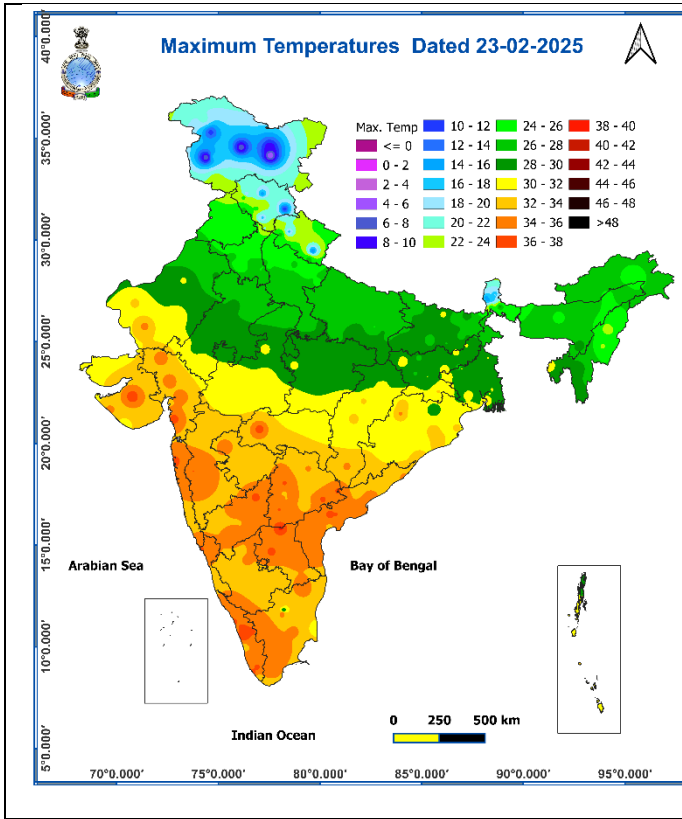 Maximum Temperatures Dated 23-02-2025
Max. Temp
<= 0
0 - 2
2 - 4
4 - 6
6 - 8
8 - 10
10 - 12
12 - 14
14 - 16
16 - 18
18 - 20
20 - 22
22 - 24
24 - 26
26 - 28
28 - 30
30 - 32
32 - 34
34 - 36
36 - 38
38 - 40
40 - 42
42 - 44
44 - 46
46 - 48
>48
40°0.000'
35°0.000'
30°0.000'
25°0.000'
20°0.000'
15°0.000'
10°0.000'
5°0.000'
Arabian Sea
Bay of Bengal
Indian Ocean
0 250 500 km
70°0.000' 75°0.000' 80°0.000' 85°0.000' 90°0.000' 95°0.000'